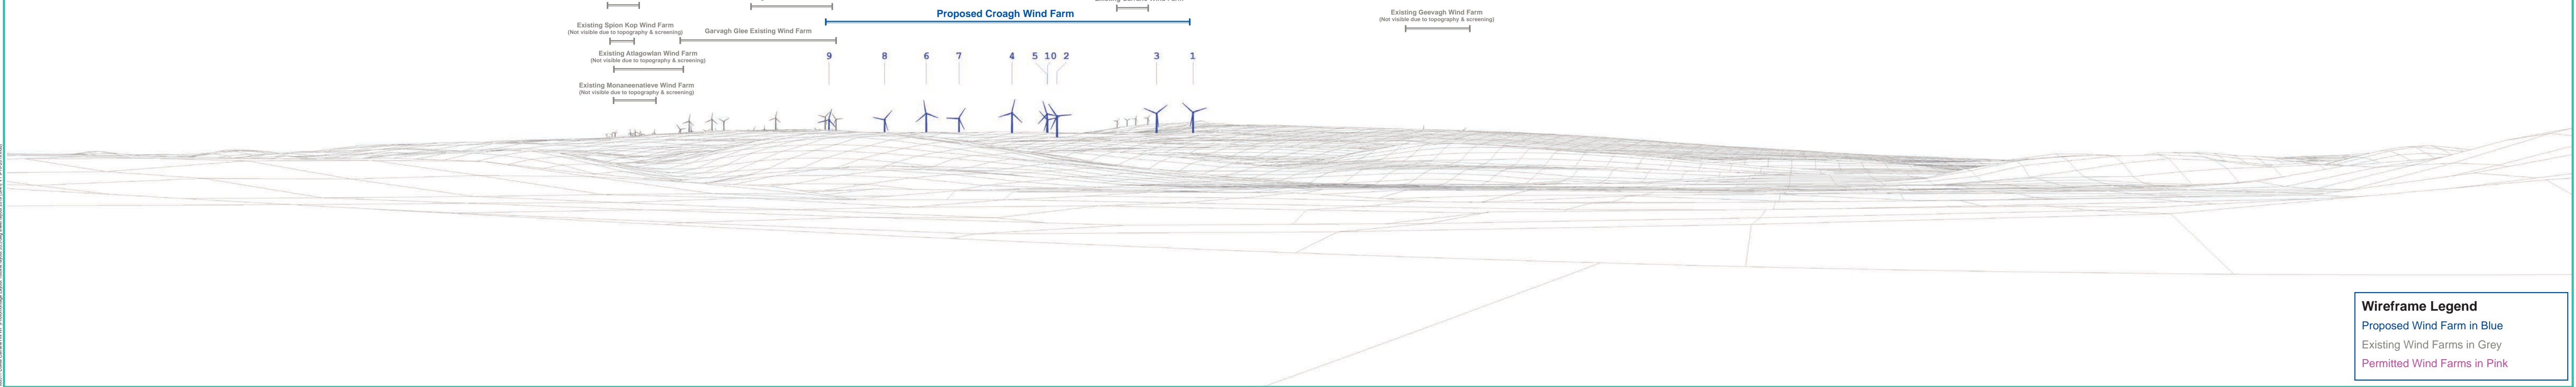 Proposed Croagh Wind Farm
Existing Geevagh Wind Farm
(Not visible due to topography & screening)
Existing Spion Kop Wind Farm
(Not visible due to topography & screening)
Garvagh Glee Existing Wind Farm
Existing Atlagowlan Wind Farm
(Not visible due to topography & screening)
9 8 6 7 4 5 10 2 3 1
Existing Monaneenatieve Wind Farm
(Not visible due to topography & screening)
Wireframe Legend
Proposed Wind Farm in Blue
Existing Wind Farms in Grey
Permitted Wind Farms in Pink